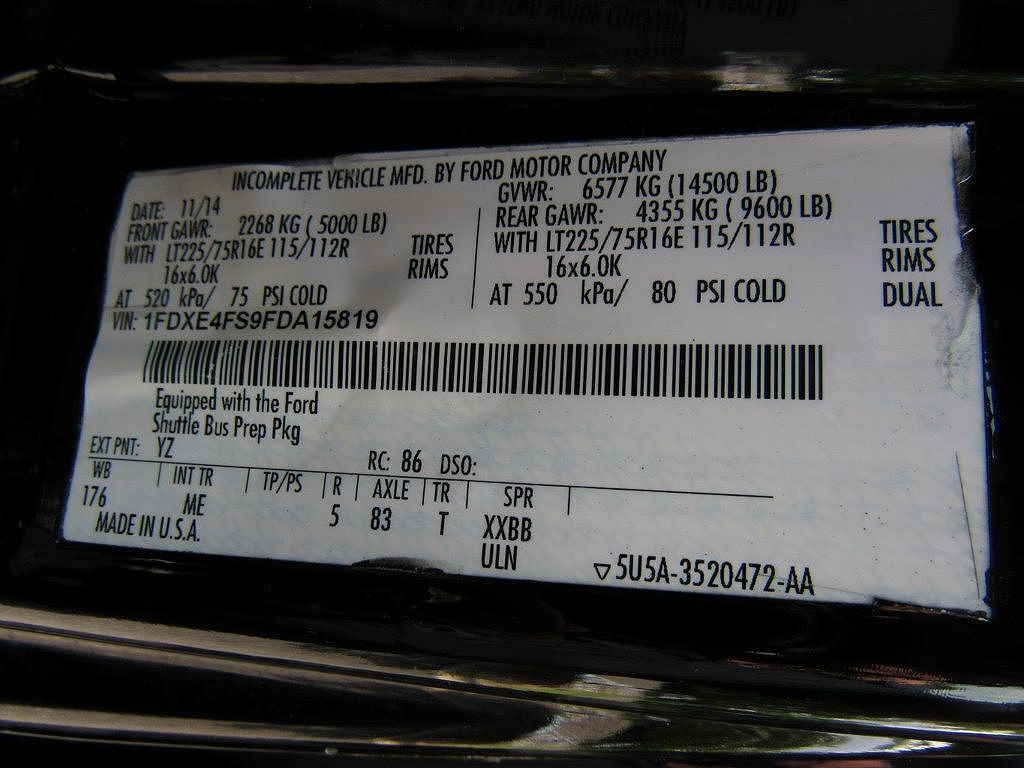 INCOMPLETE VEHICLE MFD. BY FORD MOTOR COMPANY
DATE: 11/14
GVWR: 6577 KG (14500 LB)
FRONT GAWR: 2268 KG ( 5000 LB)
REAR GAWR: 4355 KG ( 9600 LB)
WITH LT225/75R16E 115/112R TIRES
WITH LT225/75R16E 115/112R TIRES
16x6.0K RIMS
16x6.0K RIMS
AT 520 kPa/ 75 PSI COLD
AT 550 kPa/ 80 PSI COLD DUAL
VIN: 1FDXE4FS9FDA15819
Equipped with the Ford
Shuttle Bus Prep Pkg
EXT PNT: YZ RC: 86 DSO:
WB INT TR TP/PS R AXLE TR SPR
176 ME 5 83 T XXBB
MADE IN U.S.A. ULN
5U5A-3520472-AA